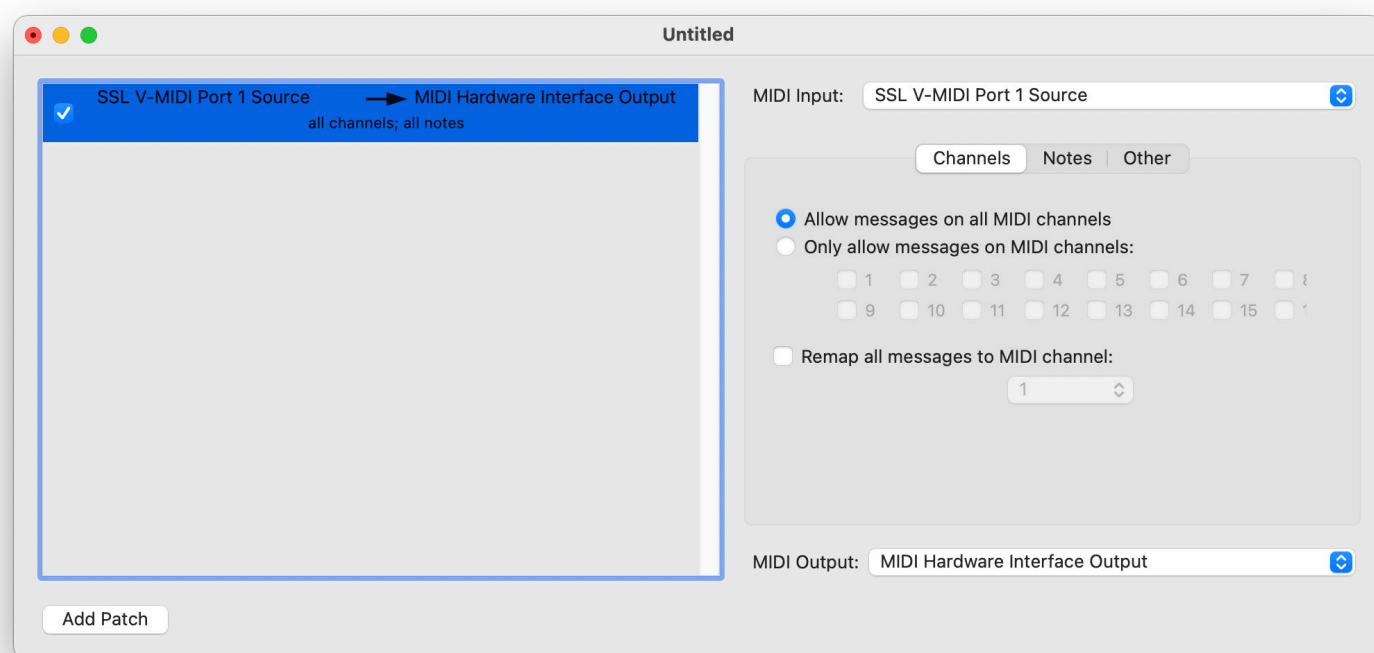 Untitled
SSL V-MIDI Port 1 Source MIDI Hardware Interface Output
all channels; all notes
MIDI Input: SSL V-MIDI Port 1 Source
Channels Notes Other
Allow messages on all MIDI channels
Only allow messages on MIDI channels:
1 2 3 4 5 6 7
9 10 11 12 13 14 15
Remap all messages to MIDI channel:
1
MIDI Output: MIDI Hardware Interface Output
Add Patch